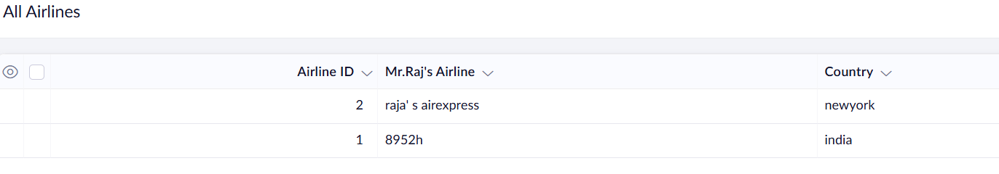 All Airlines
Airline ID Mr.Raj's Airline Country
2 raja' s airexpress newyork
1 8952h india